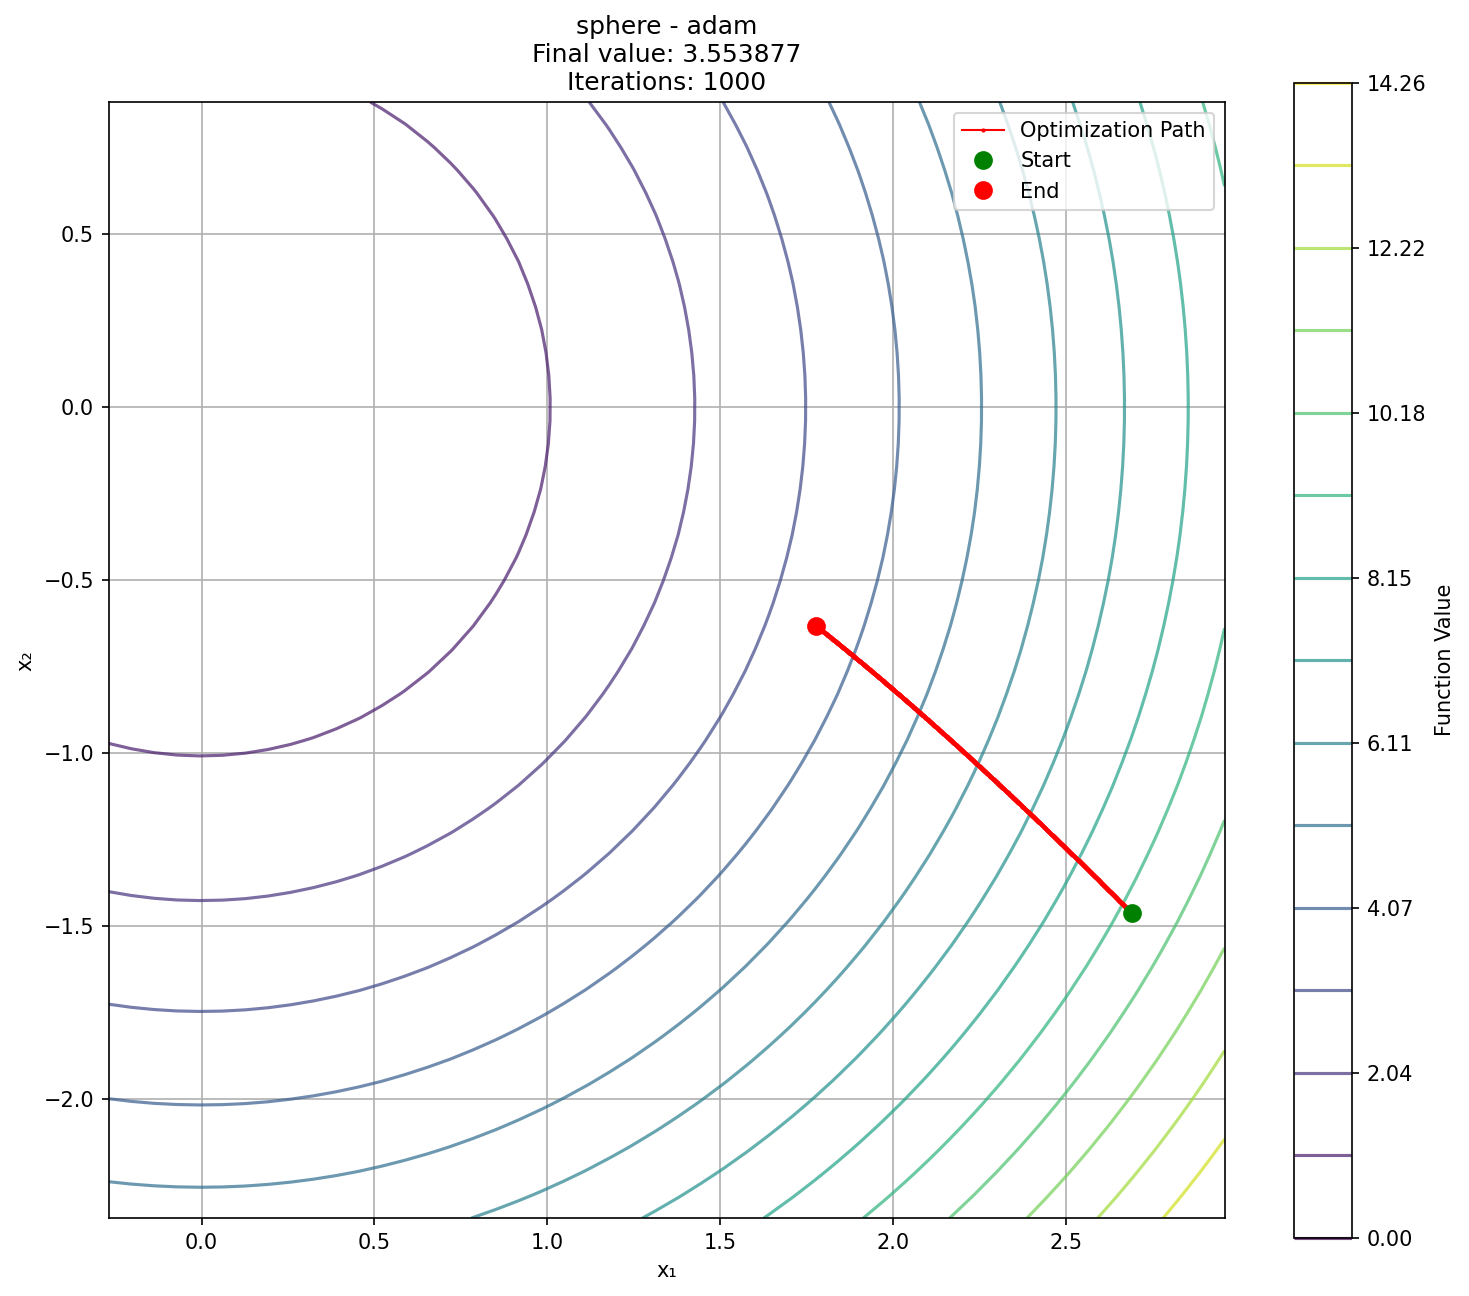 sphere - adam
Final value: 3.553877
Iterations: 1000
Optimization Path
Start
End
0.5
0.0
−0.5
−1.0
−1.5
−2.0
x₂
0.0
0.5
1.0
1.5
2.0
2.5
x₁
14.26
12.22
10.18
8.15
6.11
4.07
2.04
0.00
Function Value